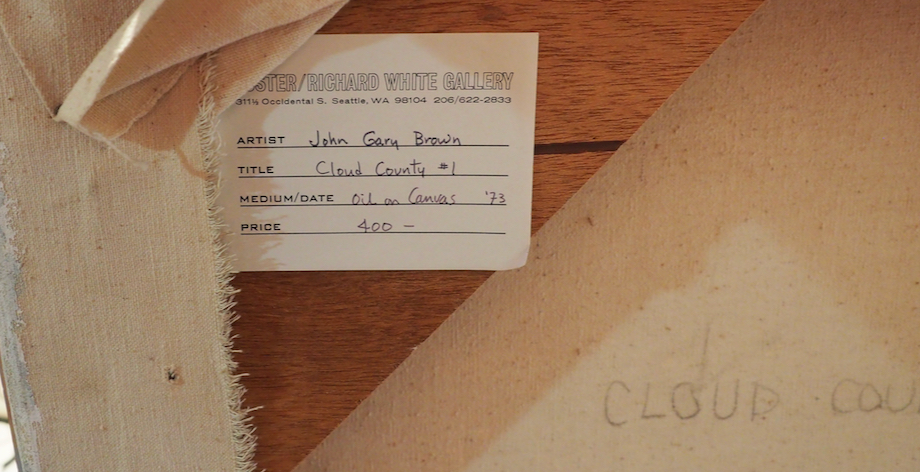 STER/RICHARD WHITE GALLERY
311½ Occidental S. Seattle, WA 98104 206/622-2833
ARTIST John Gary Brown
TITLE Cloud County #1
MEDIUM/DATE Oil on Canvas '73
PRICE 400 —
CLOUD COU